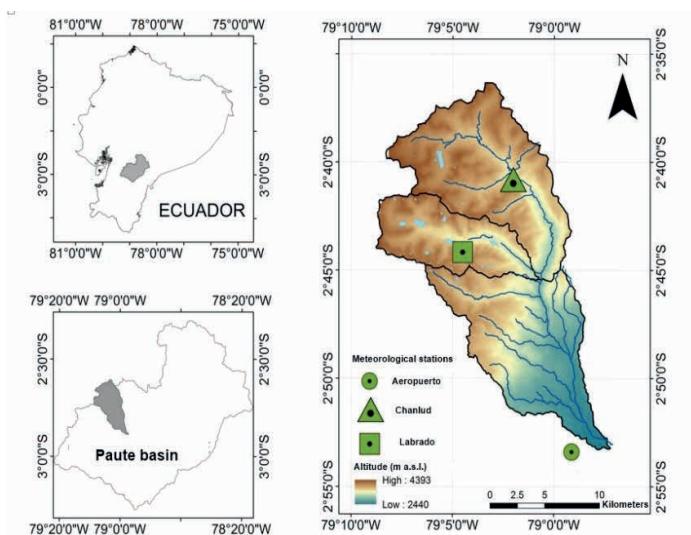 81°0'0"W 78°0'0"W 75°0'0"W
0°0'0"
0°0'0"
3°0'0"S
3°0'0"S
ECUADOR
81°0'0"W 78°0'0"W 75°0'0"W
79°20'0"W 79°0'0"W 78°20'0"W
2°30'0"S
2°30'0"S
3°0'0"S
3°0'0"S
Paute basin
79°20'0"W 79°0'0"W 78°20'0"W
79°10'0"W 79°5'0"W 79°0'0"W
2°35'0"S
N
2°40'0"S
2°40'0"S
2°45'0"S
2°45'0"S
2°50'0"S
2°50'0"S
2°55'0"S
2°55'0"S
Meteorological stations
Aeropuerto
Chanlud
Labrado
Altitude (m a.s.l.)
High : 4393
Low : 2440
0 2.5 5 10
Kilometers
79°10'0"W 79°5'0"W 79°0'0"W